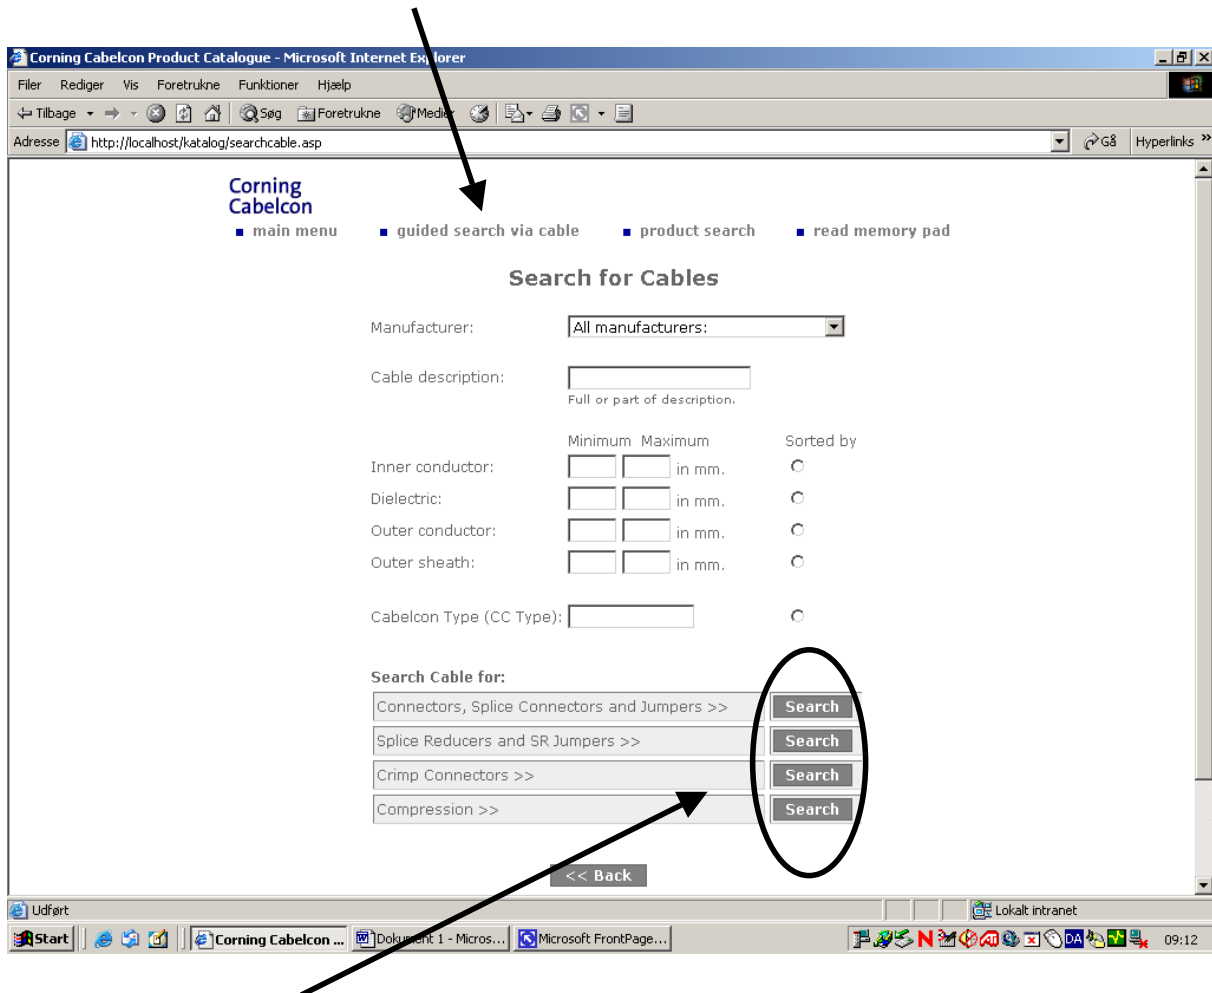 Corning Cabelcon Product Catalogue - Microsoft Internet Explorer
Filer Rediger Vis Foretrukne Funktioner Hjælp
Tilbage Søg Foretrukne Medier
Adresse http://localhost/katalog/searchcable.asp Gå Hyperlinks »
Corning
Cabelcon
main menu guided search via cable product search read memory pad
Search for Cables
Manufacturer: All manufacturers:
Cable description:
Full or part of description.
Minimum Maximum Sorted by
Inner conductor: in mm.
Dielectric: in mm.
Outer conductor: in mm.
Outer sheath: in mm.
Cabelcon Type (CC Type):
Search Cable for:
Connectors, Splice Connectors and Jumpers >> Search
Splice Reducers and SR Jumpers >> Search
Crimp Connectors >> Search
Compression >> Search
<< Back
Udført Lokalt intranet
Start Corning Cabelcon ... Dokument 1 - Micros... Microsoft FrontPage... DA 09:12